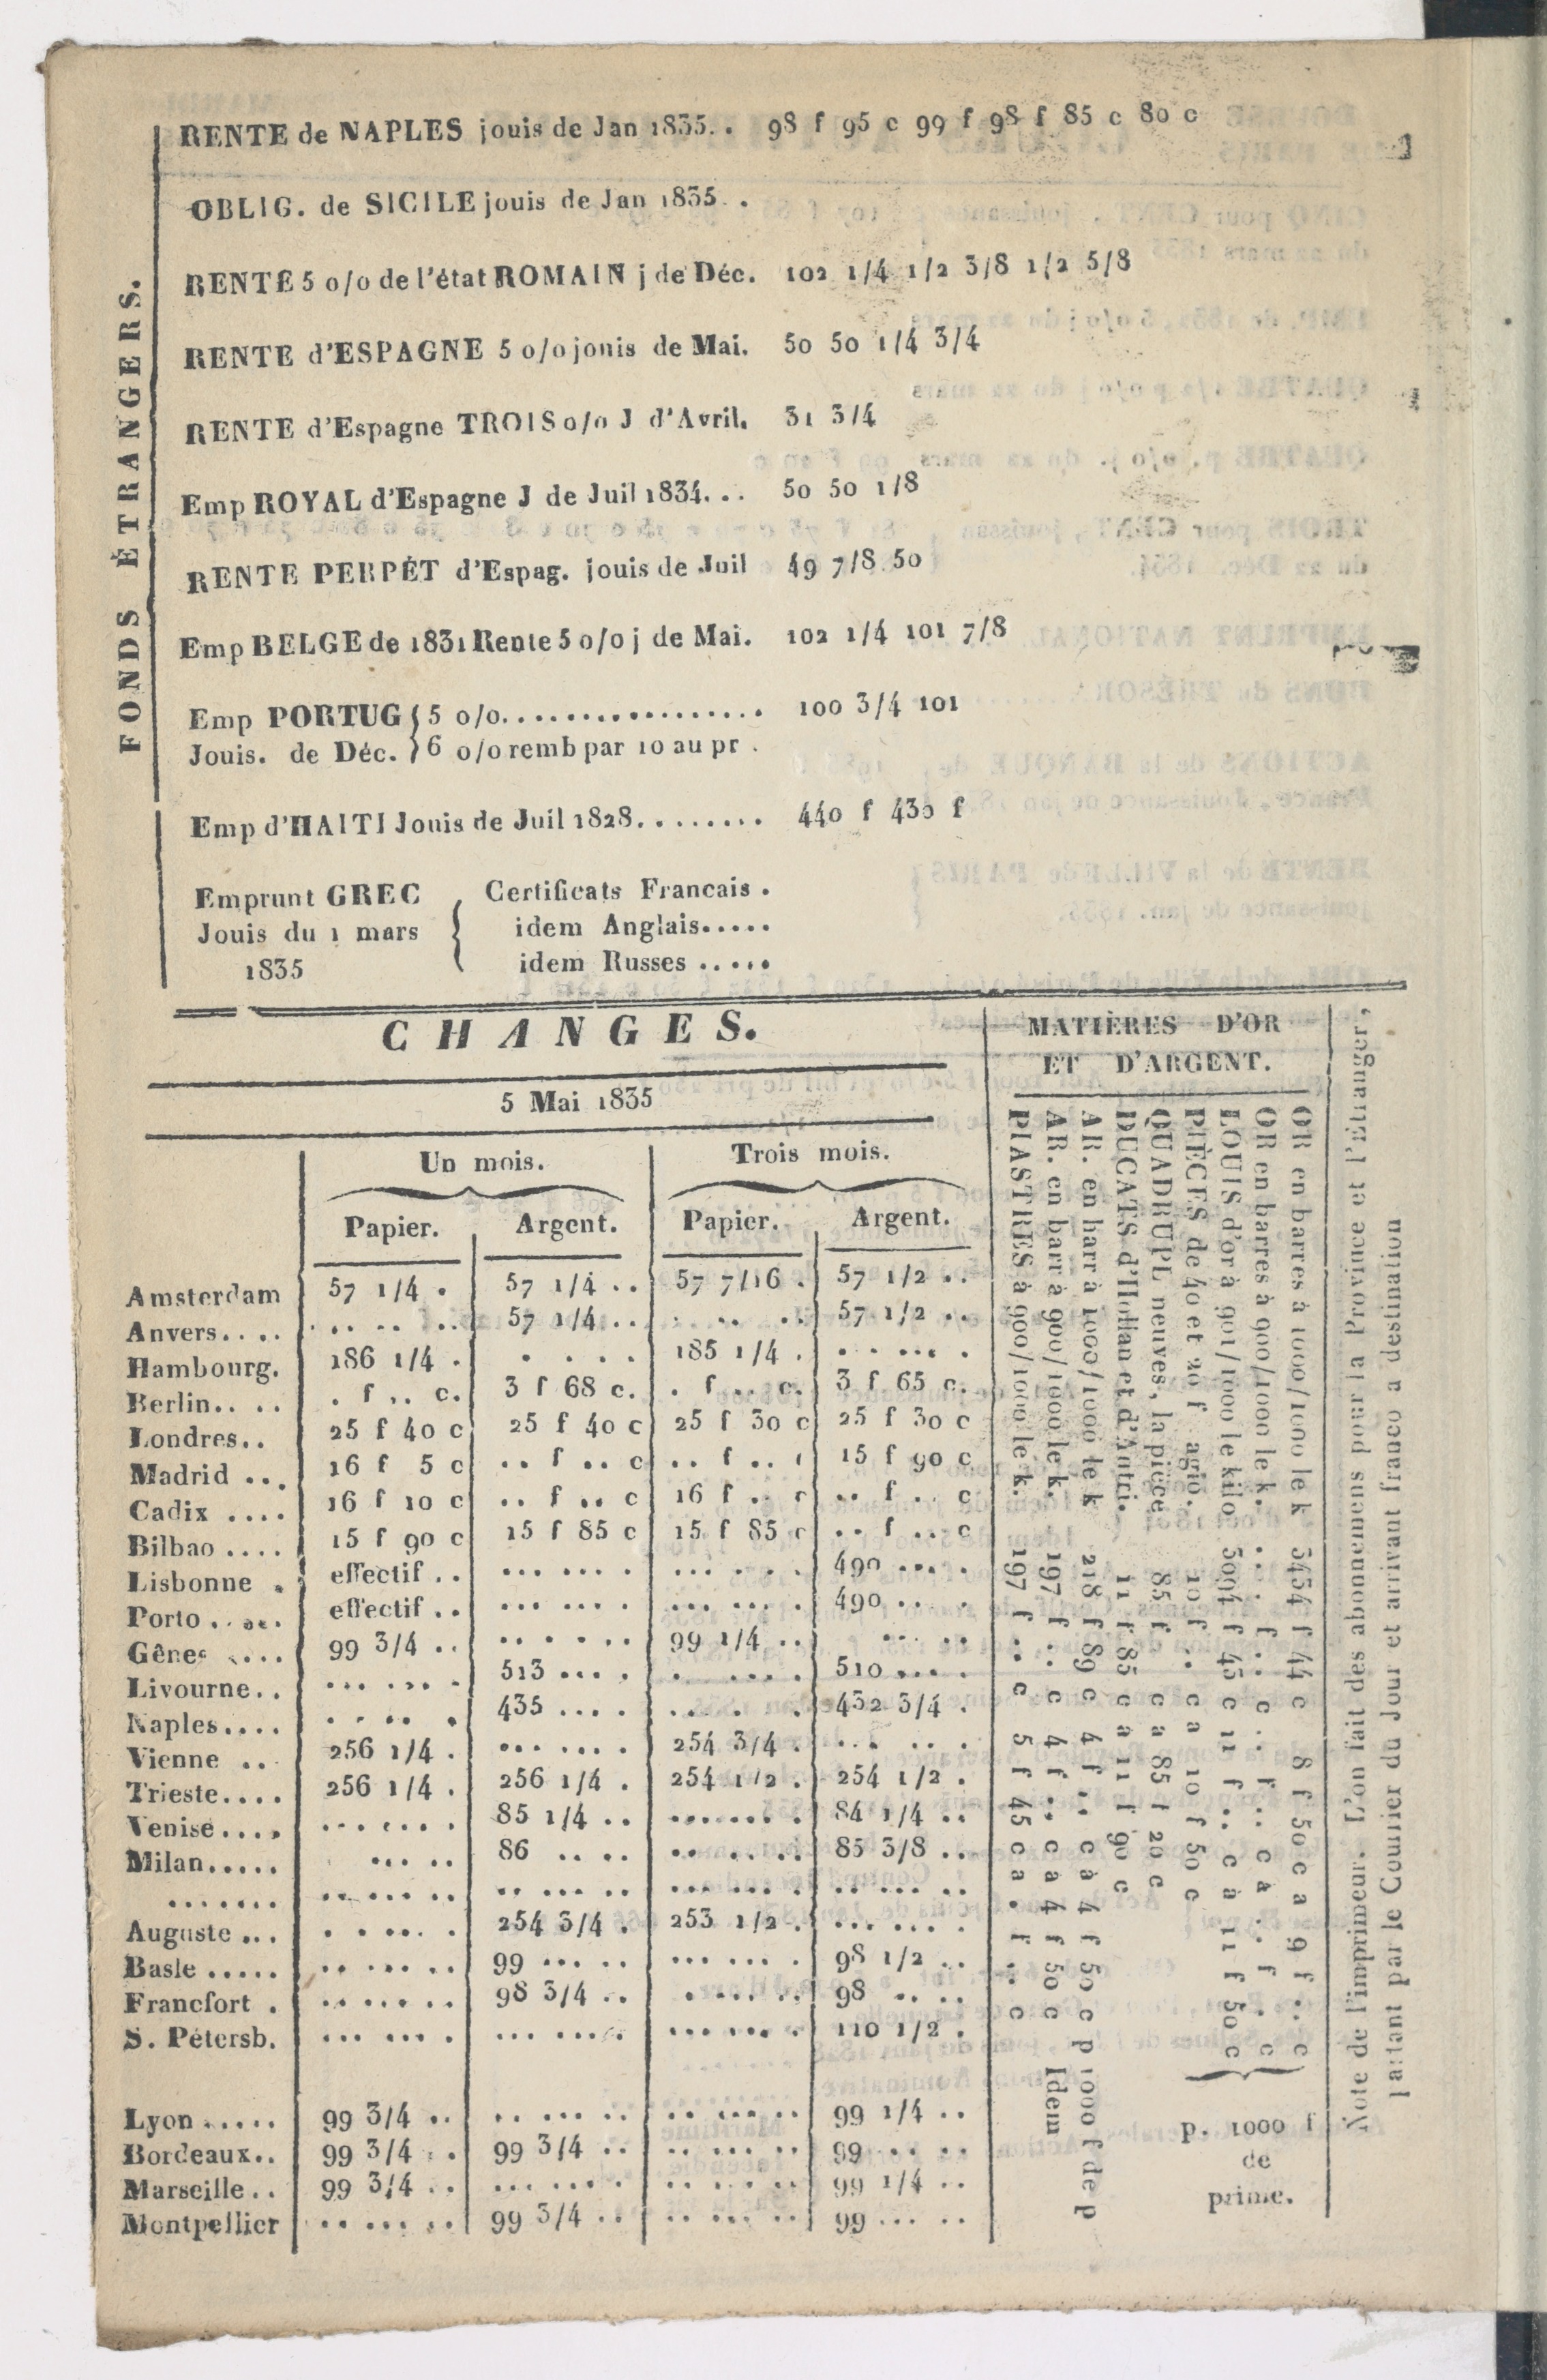 FONDS ÉTRANGERS.
RENTE de NAPLES jouis de Jan 1835. . 98 f 95 c 99 f 98 f 85 c 80 c
OBLIG. de SICILE jouis de Jan 1835 . .
RENTE 5 o/o de l'état ROMAIN j de Déc. 102 1/4 1/2 3/8 1/2 5/8
RENTE d'ESPAGNE 5 o/o jonis de Mai. 50 50 1/4 3/4
RENTE d'Espagne TROIS o/o J d'Avril. 31 3/4
Emp ROYAL d'Espagne J de Juil 1834. . . 50 50 1/8
RENTE PERPÉT d'Espag. jouis de Juil 49 7/8 50
Emp BELGE de 1831 Rente 5 o/o j de Mai. 102 1/4 101 7/8
Emp PORTUG { 5 o/o. . . . . . . . . . . . . . . . . 100 3/4 101
Jouis. de Déc. } 6 o/o remb par 10 au pr .
Emp d'HAITI Jouis de Juil 1828. . . . . . . . 440 f 430 f
Emprunt GREC { Certificats Francais .
Jouis du 1 mars idem Anglais.....
1835 idem Russes .....
CHANGES.
5 Mai 1835
Un mois. Trois mois.
Papier. Argent. Papier. Argent.
Amsterdam 57 1/4 . 57 1/4 . . 57 7/16 . 57 1/2 . .
Anvers.... .. .. .. 57 1/4 . . . .. .. 57 1/2 . .
Hambourg. 186 1/4 . . . . . 185 1/4 . . . ... .
Berlin.. .. . f .. c. 3 f 68 c. . f .. c. 3 f 65 c.
Londres.. 25 f 40 c 25 f 40 c 25 f 30 c 25 f 30 c
Madrid ... 16 f 5 c .. f .. c .. f .. 15 f 90 c
Cadix .... 16 f 10 c .. f .. c 16 f .. c .. f .. c
Bilbao .... 15 f 90 c 15 f 85 c 15 f 85 c .. f .. c
Lisbonne . effectif . . ... ... . ... . . . 490 ... .
Porto .... effectif . . ... ... . ... ... . 490 .. .
Gênes .... 99 3/4 . . .. . . .. 99 1/4 . . ... ..
Livourne.. ... ... . 513 ... . . ... . 510 ... .
Naples.... . . .. . 435 ... . .. . . . 432 3/4 .
Vienne .. 256 1/4 . ... ... . 254 3/4 . ... .. .
Trieste.... 256 1/4 . 256 1/4 . 254 1/2 . 254 1/2 .
Venise.... ... ... . 85 1/4 . . ... ... . 84 1/4 . .
Milan..... ... .. 86 .. .. .. .. .. 85 3/8 . .
....... .. ... .. .. ... .. ... ... . .. ... ..
Auguste ... . . ... . 254 3/4 . 253 1/2 . ... ... .
Basle ..... .. ... .. 99 ... .. ... ... . 98 1/2 . .
Francfort . .. ... .. 98 3/4 . . . ... .. 98 .. ..
S. Pétersb. ... ... . ... ... . ... ... . 110 1/2 .
Lyon ..... 99 3/4 . . .. ... .. .. ... .. 99 1/4 . .
Bordeaux.. 99 3/4 . . 99 3/4 . . .. ... .. 99 .. ..
Marseille.. 99 3/4 . . ... ... . .. .. .. 99 1/4 . .
Montpellier .. ... .. 99 3/4 . . .. ... .. 99 ... ..
MATIÈRES D'OR
ET D'ARGENT.
OR en barres à 1000/1000 le k 3434 f 44 c 8 f 50 c a 9 f .. c
OR en barres à 900/1000 le k. ... f .. c .. f .. c à .. f . c
LOUIS d'or à 901/1000 le kilo 3094 f 43 c 11 f .. c à 11 f 50 c
PIÈCES de 40 et 20 f agio. 10 f .. c a 10 f 50 c
QUADRUPL neuves, la pièce 85 f c a 85 f 20 c
DUCATS d'Hollan et d'Autri. 11 f 85 c à 11 f 90 c
AR. en barr à 1000/1000 le k 218 f 89 c 4 f .. c à 4 f 50 c p 1000 f de p
AR. en barr à 900/1000 le k. 197 f .. c 4 f .. c à 4 f 50 c Idem
PIASTRES à 900/1000 le k. 197 f .. c 5 f 45 c a . f .. c
p. 1000 f
de
prime.
Note de l'imprimeur. L'on fait des abonnemens pour la Province et l'Étranger,
partant par le Courier du Jour et arrivant franco a destination